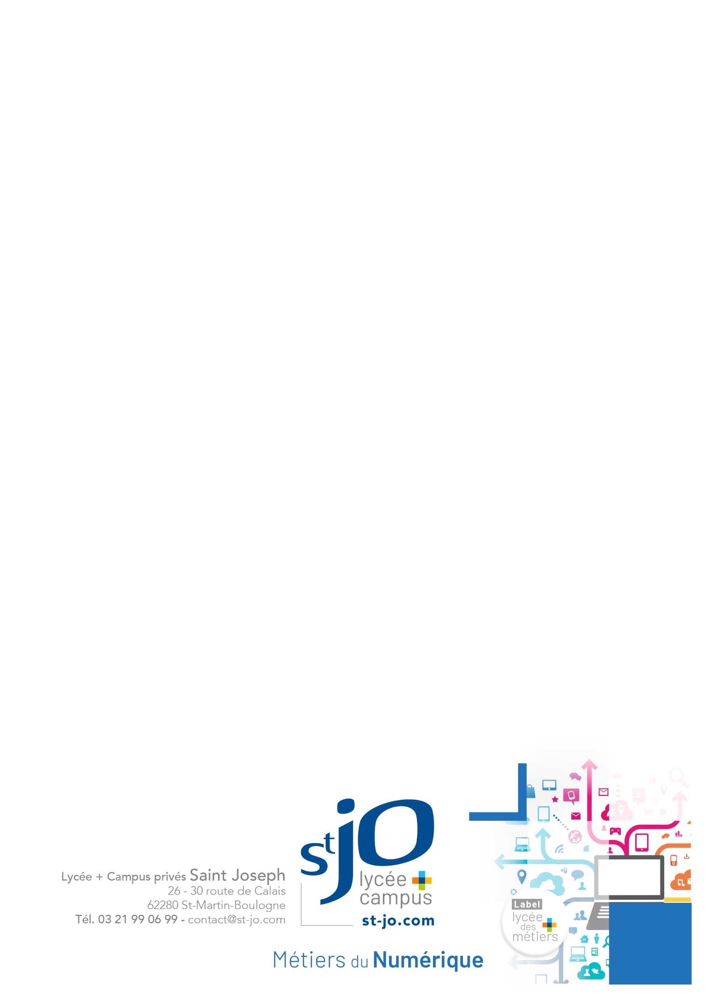 st jo
lycée +
campus
st-jo.com
Lycée + Campus privés Saint Joseph
26 - 30 route de Calais
62280 St-Martin-Boulogne
Tél. 03 21 99 06 99 - contact@st-jo.com
Label
lycée
des
métiers
Métiers du Numérique